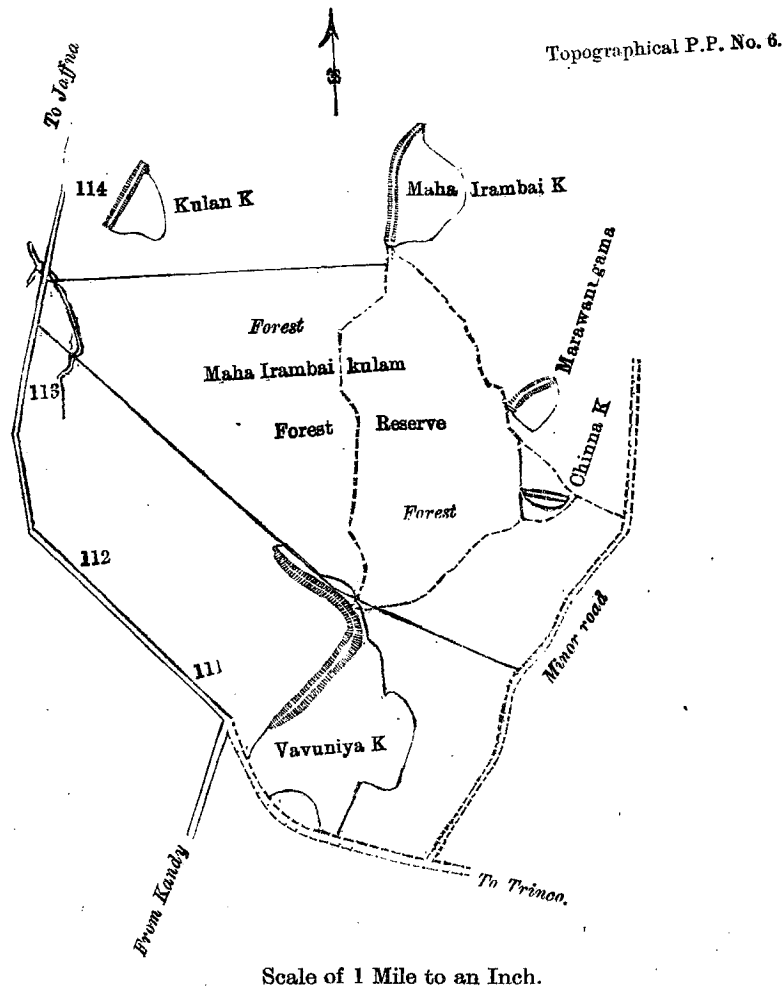 Topographical P.P. No. 6.
To Jaffna
114
Kulan K
Maha Irambai K
Marawanugama
Forest
Maha Irambai kulam
113
Forest Reserve
Chinna K
Forest
112
Minor road
111
Vavuniya K
From Kandy
To Trinco.
Scale of 1 Mile to an Inch.